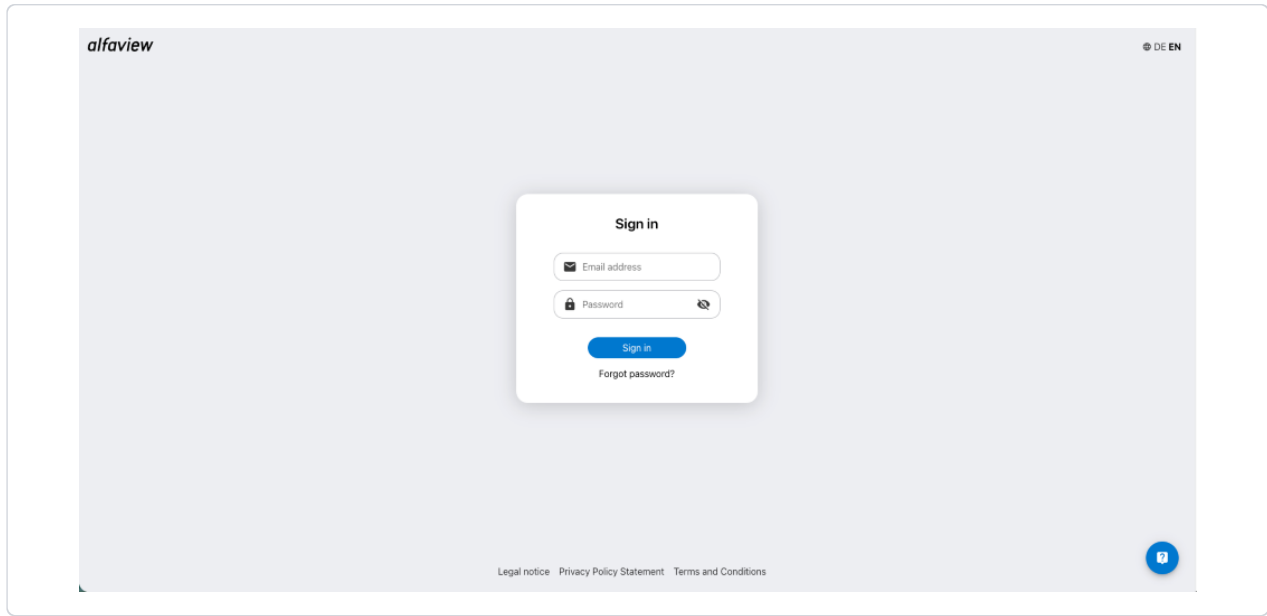 alfaview
DE EN
Sign in
Email address
Password
Sign in
Forgot password?
Legal notice Privacy Policy Statement Terms and Conditions